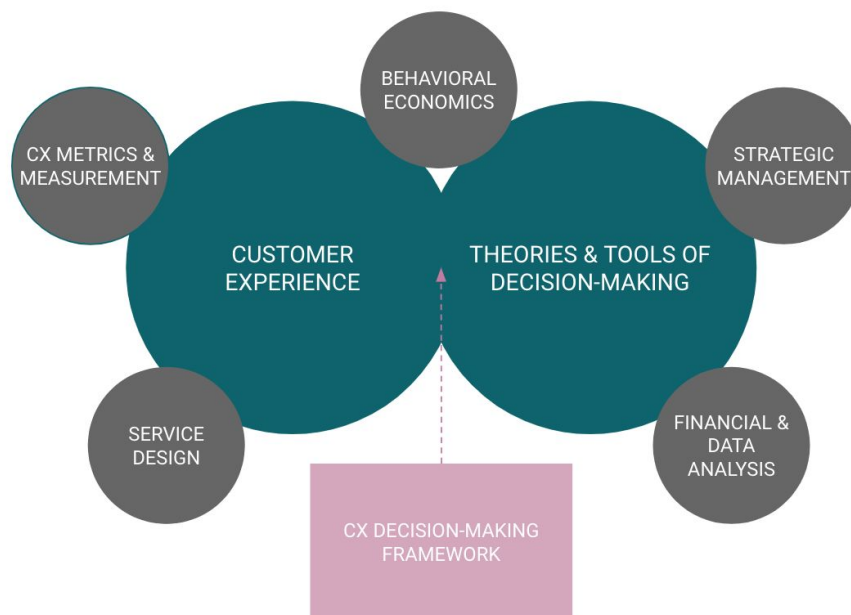 BEHAVIORAL
ECONOMICS
CX METRICS &
MEASUREMENT
STRATEGIC
MANAGEMENT
CUSTOMER
EXPERIENCE
THEORIES & TOOLS OF
DECISION-MAKING
SERVICE
DESIGN
FINANCIAL &
DATA
ANALYSIS
CX DECISION-MAKING
FRAMEWORK